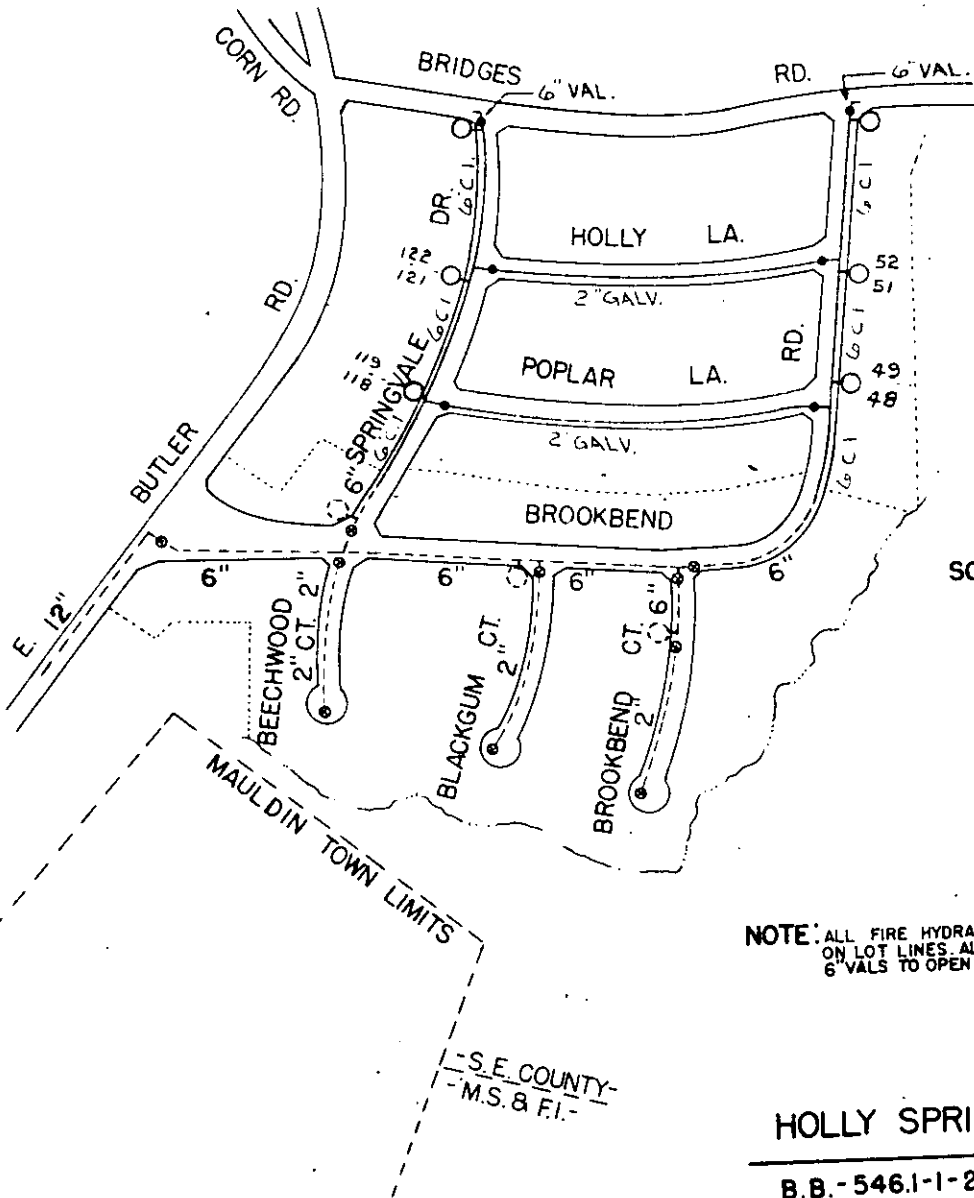 CORN RD.
BRIDGES RD.
6" VAL.
6" VAL.
DR.
6 C I
6 C I
HOLLY LA.
122
121
52
51
2" GALV.
6 C I
6 C I
RD.
RD.
SPRINGVALE
119
118
POPLAR LA.
49
48
6 C I
2" GALV.
6 C I
6"
BUTLER
BROOKBEND
6"
6"
6"
6"
SC
E. 12"
BEECHWOOD CT.
2"
2"
BLACKGUM CT.
2"
BROOKBEND CT.
6"
2"
MAULDIN TOWN LIMITS
NOTE: ALL FIRE HYDRA
ON LOT LINES. AL
6" VALS TO OPEN
-S.E. COUNTY-
-M.S. & F.I.-
HOLLY SPRI
B.B.-546.1-1-2